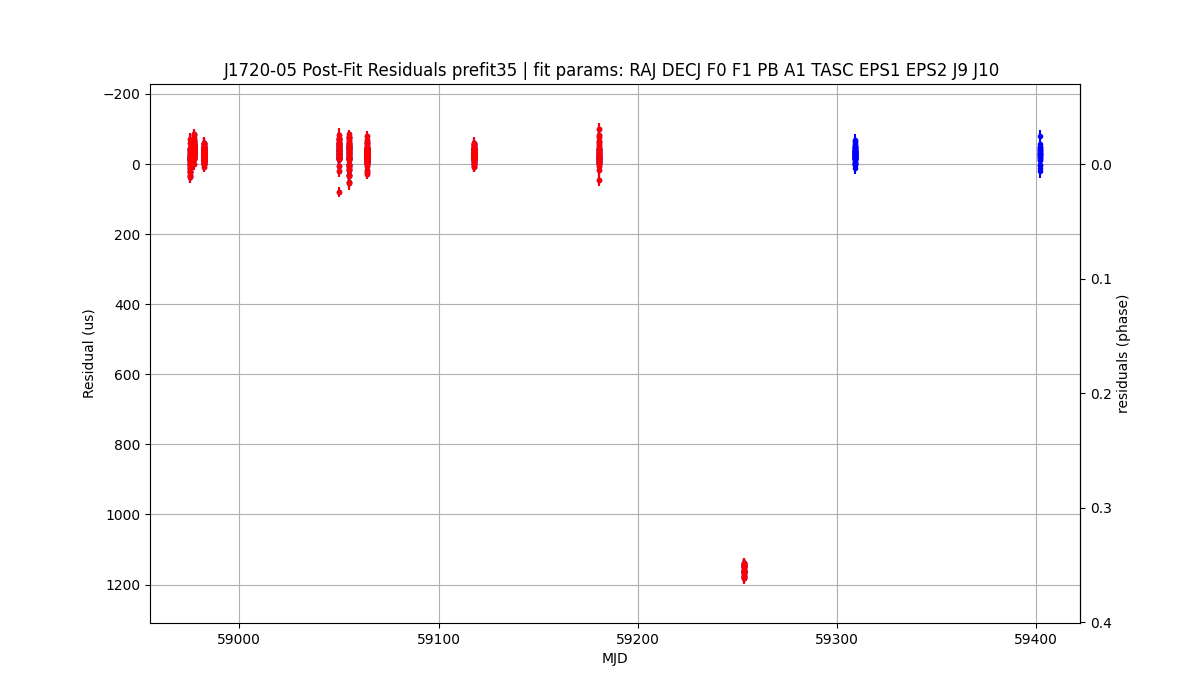 J1720-05 Post-Fit Residuals prefit35 | fit params: RAJ DECJ F0 F1 PB A1 TASC EPS1 EPS2 J9 J10
−200
0
200
400
600
800
1000
1200
Residual (us)
0.0
0.1
0.2
0.3
0.4
residuals (phase)
59000 59100 59200 59300 59400
MJD